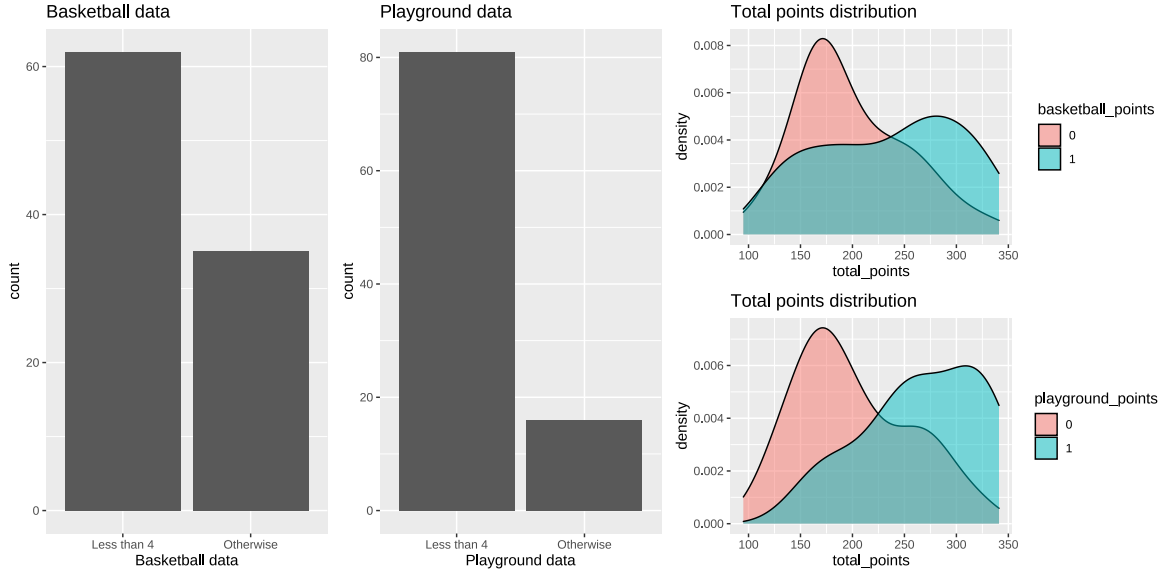 Basketball data
count
60
40
20
0
Less than 4
Otherwise
Basketball data
Playground data
count
80
60
40
20
0
Less than 4
Otherwise
Playground data
Total points distribution
density
0.008
0.006
0.004
0.002
0.000
100
150
200
250
300
350
total_points
basketball_points
0
1
Total points distribution
density
0.006
0.004
0.002
0.000
100
150
200
250
300
350
total_points
playground_points
0
1